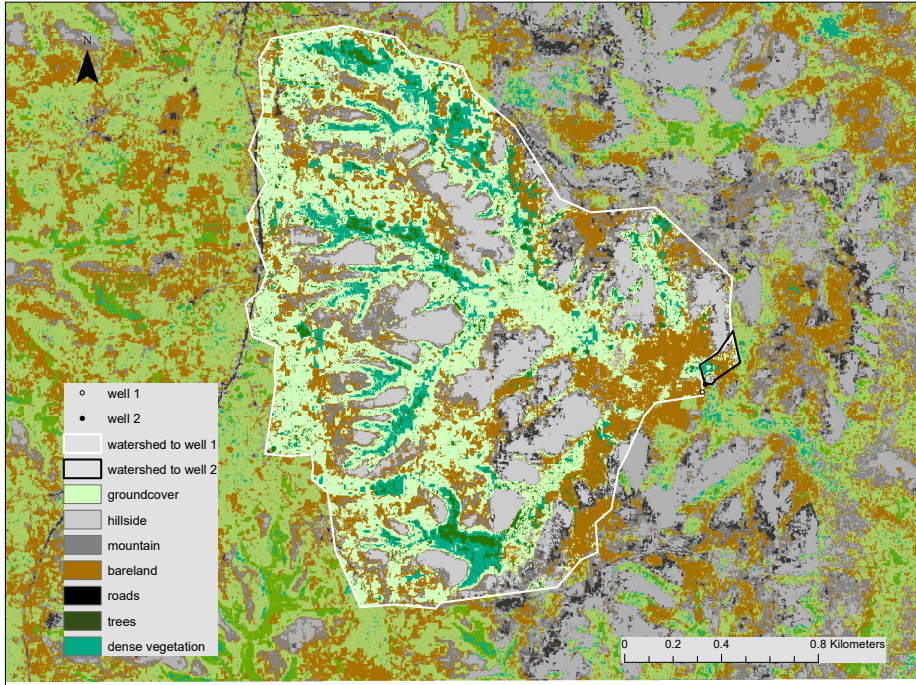 N
well 1
well 2
watershed to well 1
watershed to well 2
groundcover
hillside
mountain
bareland
roads
trees
dense vegetation
0 0.2 0.4 0.8 Kilometers